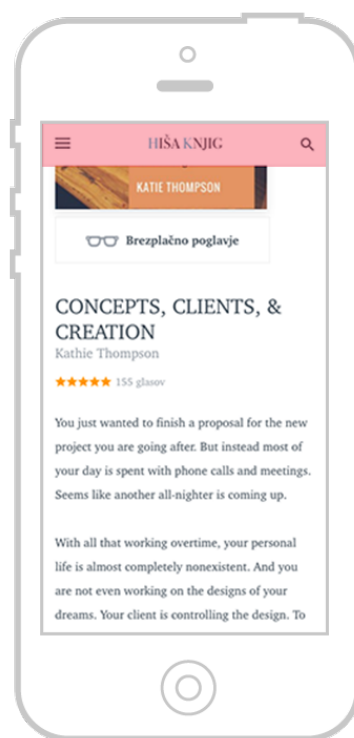 HIŠA KNJIG
KATIE THOMPSON
Brezplačno poglavje
CONCEPTS, CLIENTS, &
CREATION
Kathie Thompson
155 glasov
You just wanted to finish a proposal for the new
project you are going after. But instead most of
your day is spent with phone calls and meetings.
Seems like another all-nighter is coming up.
With all that working overtime, your personal
life is almost completely nonexistent. And you
are not even working on the designs of your
dreams. Your client is controlling the design. To